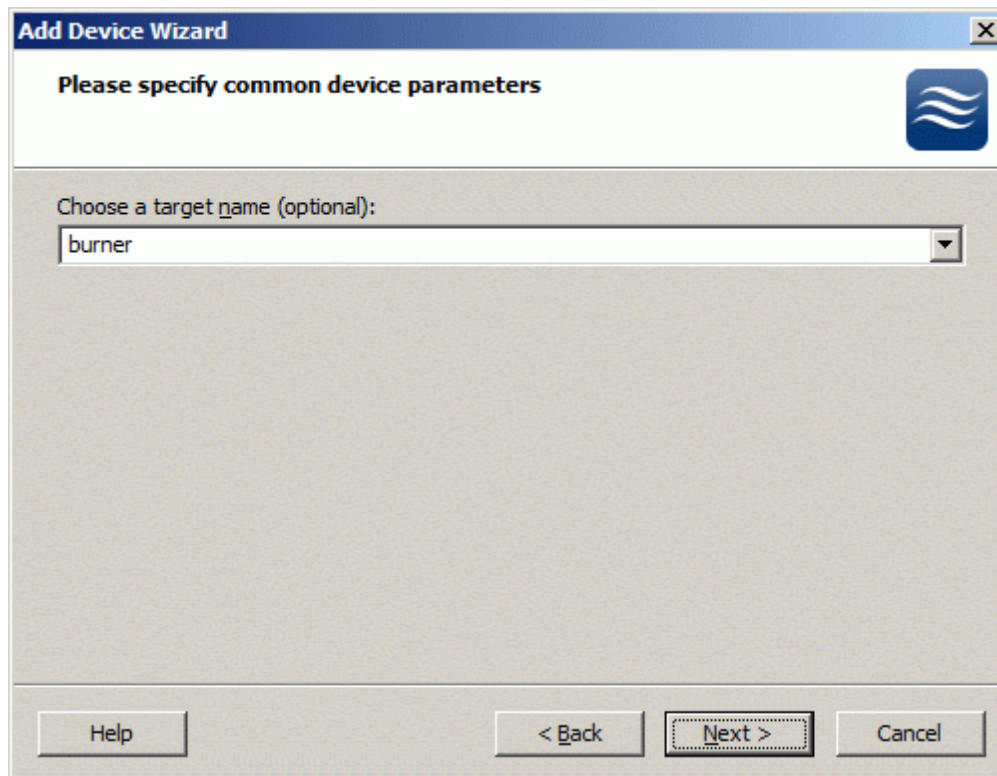 Add Device Wizard
Please specify common device parameters
Choose a target name (optional):
burner
Help
< Back
Next >
Cancel